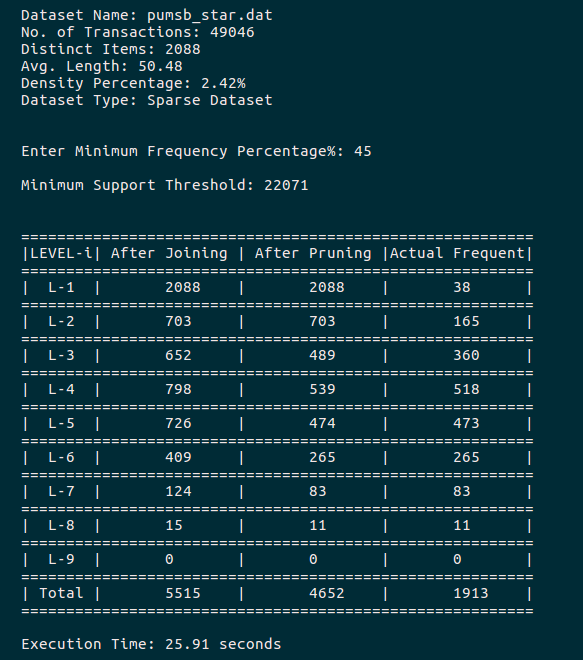 Dataset Name: pumsb_star.dat
No. of Transactions: 49046
Distinct Items: 2088
Avg. Length: 50.48
Density Percentage: 2.42%
Dataset Type: Sparse Dataset
Enter Minimum Frequency Percentage%: 45
Minimum Support Threshold: 22071
=========================================================
|LEVEL-i| After Joining | After Pruning |Actual Frequent|
=========================================================
|  L-1  |       2088    |       2088    |       38      |
=========================================================
|  L-2  |       703     |       703     |       165     |
=========================================================
|  L-3  |       652     |       489     |       360     |
=========================================================
|  L-4  |       798     |       539     |       518     |
=========================================================
|  L-5  |       726     |       474     |       473     |
=========================================================
|  L-6  |       409     |       265     |       265     |
=========================================================
|  L-7  |       124     |       83      |       83      |
=========================================================
|  L-8  |       15      |       11      |       11      |
=========================================================
|  L-9  |       0       |       0       |       0       |
=========================================================
| Total |       5515    |       4652    |       1913    |
=========================================================
Execution Time: 25.91 seconds